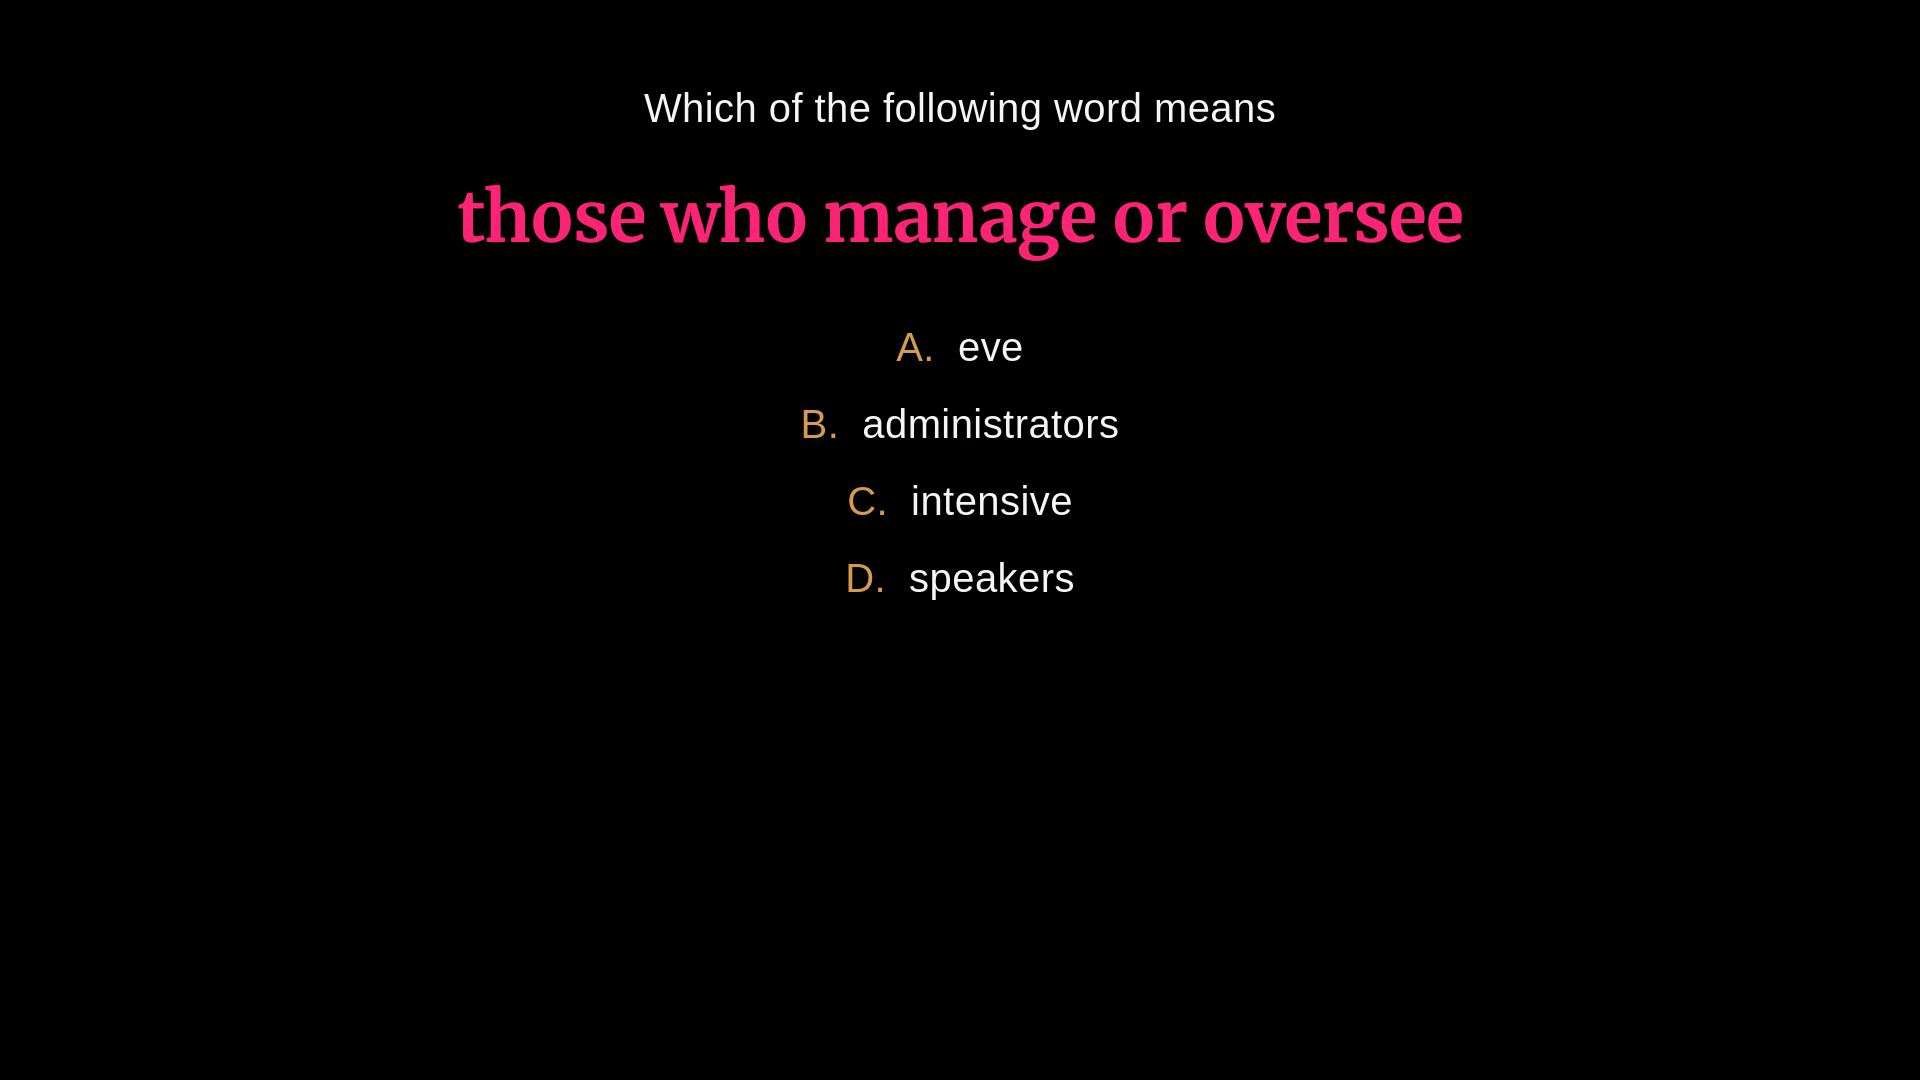 Which of the following word means
those who manage or oversee
A. eve
B. administrators
C. intensive
D. speakers